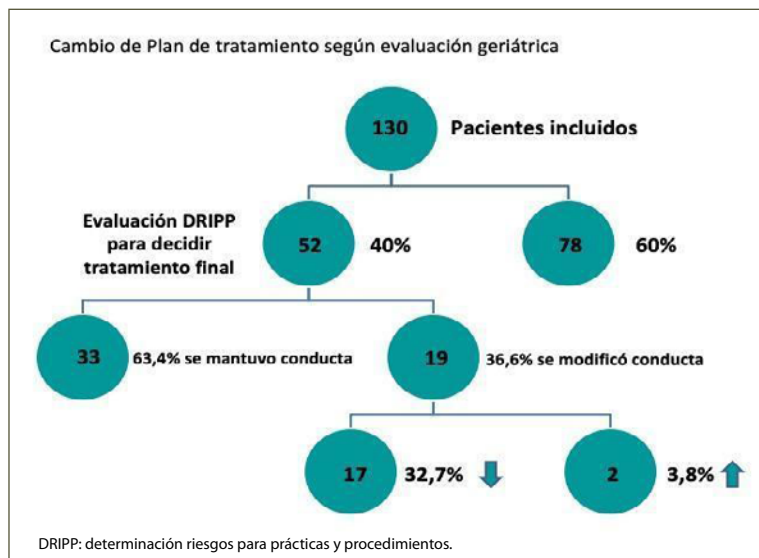 Cambio de Plan de tratamiento según evaluación geriátrica
130 Pacientes incluidos
Evaluación DRIPP
para decidir
tratamiento final
52 40%
78 60%
33 63,4% se mantuvo conducta
19 36,6% se modificó conducta
17 32,7%
2 3,8%
DRIPP: determinación riesgos para prácticas y procedimientos.